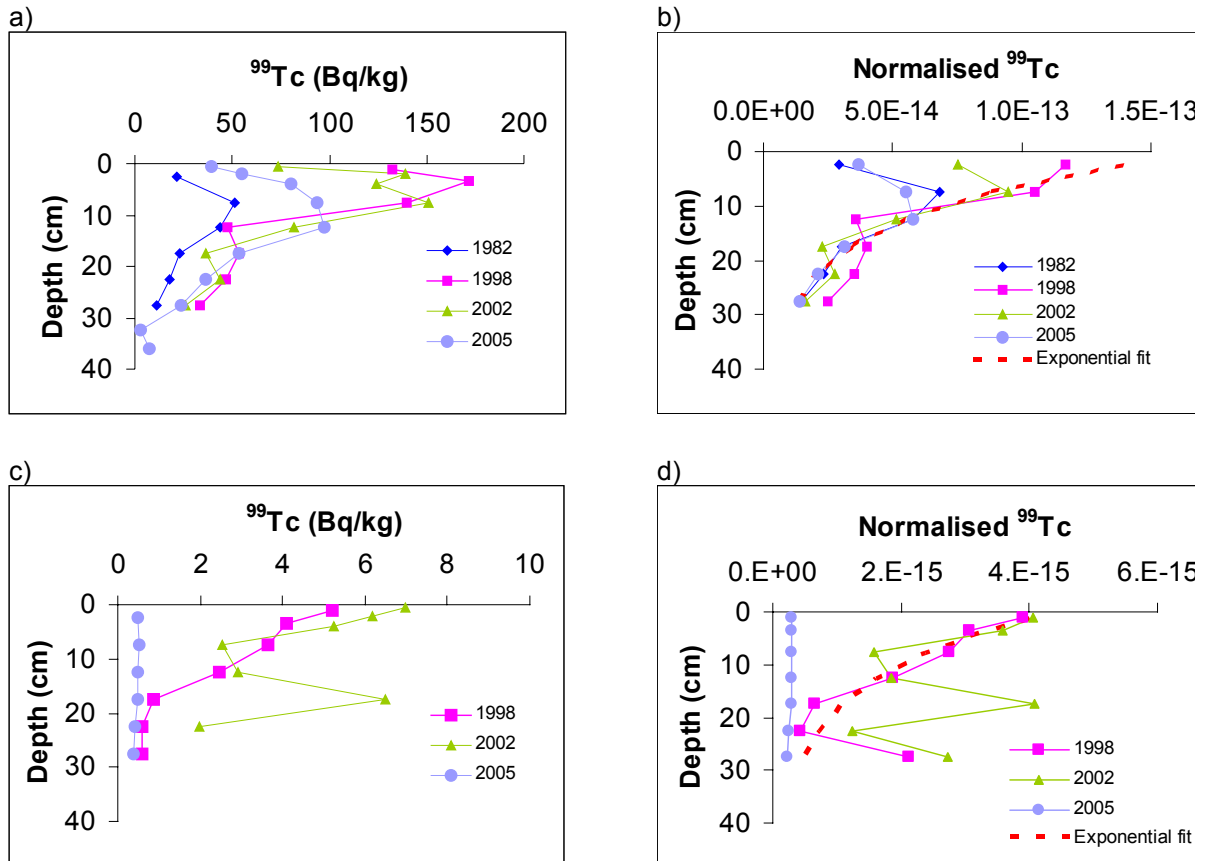 a)
⁹⁹Tc (Bq/kg)
0 50 100 150 200
0
10
20
30
40
Depth (cm)
1982
1998
2002
2005
b)
Normalised ⁹⁹Tc
0.0E+00 5.0E-14 1.0E-13 1.5E-13
0
10
20
30
40
Depth (cm)
1982
1998
2002
2005
Exponential fit
c)
⁹⁹Tc (Bq/kg)
0 2 4 6 8 10
0
10
20
30
40
Depth (cm)
1998
2002
2005
d)
Normalised ⁹⁹Tc
0.E+00 2.E-15 4.E-15 6.E-15
0
10
20
30
40
Depth (cm)
1998
2002
2005
Exponential fit